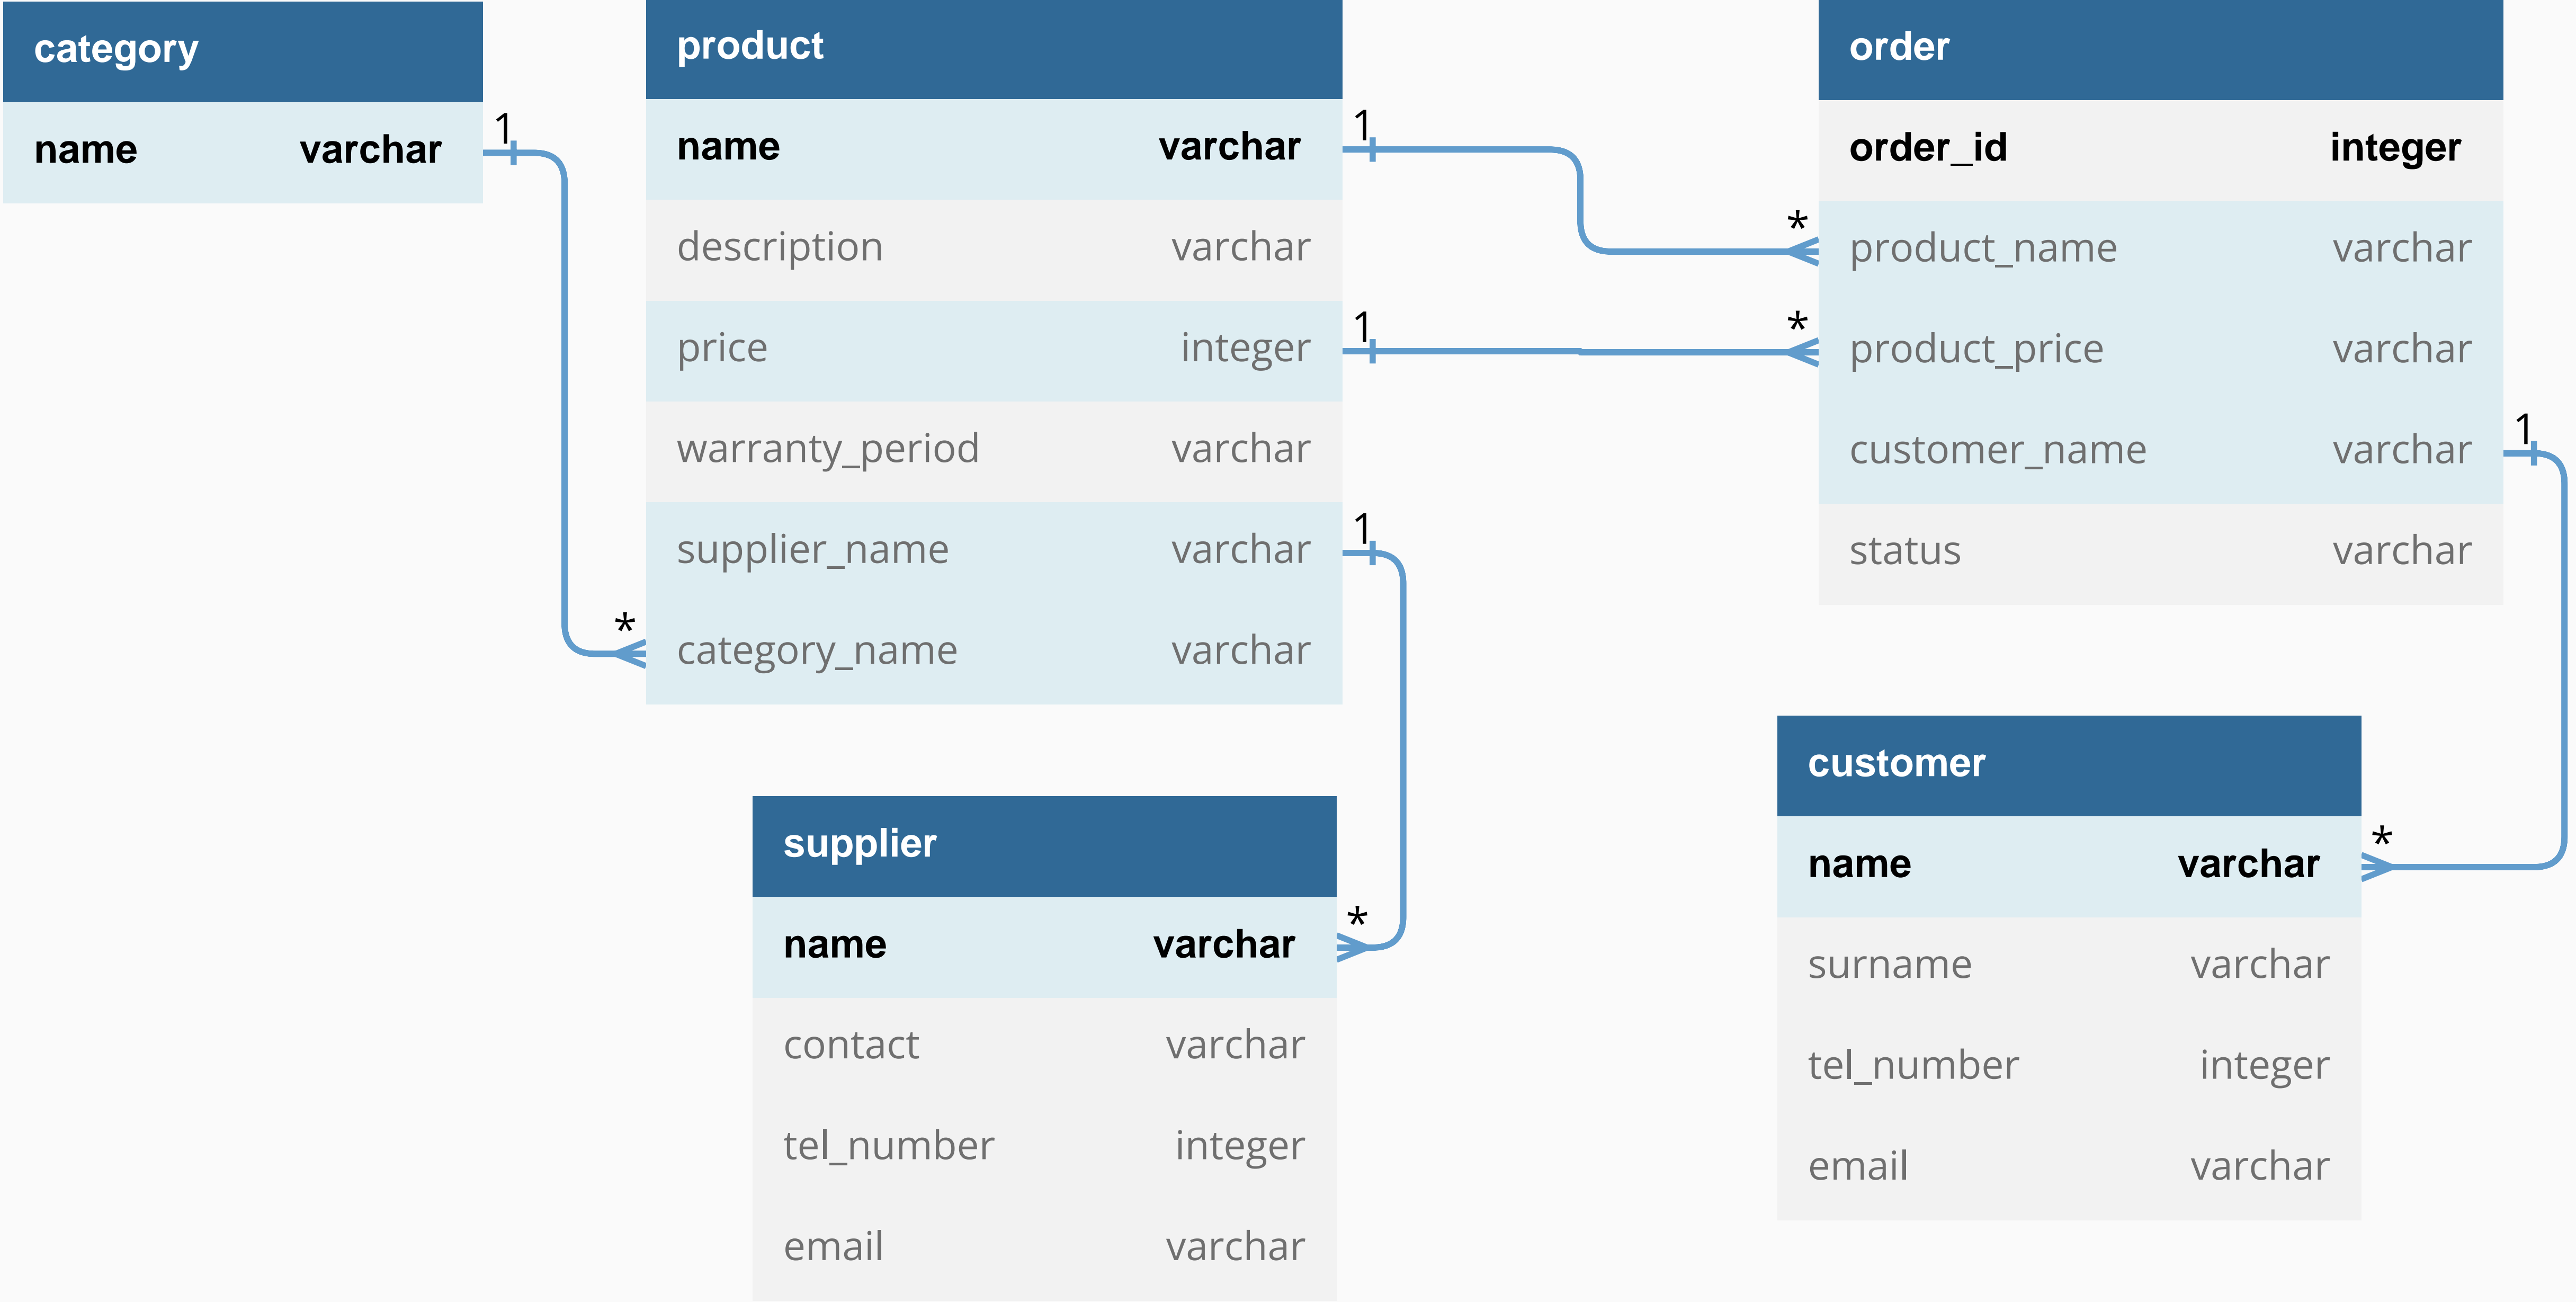 category
name varchar
1
*
product
name varchar
description varchar
price integer
warranty_period varchar
supplier_name varchar
category_name varchar
1
*
1
*
1
*
order
order_id integer
product_name varchar
product_price varchar
customer_name varchar
status varchar
1
*
supplier
name varchar
contact varchar
tel_number integer
email varchar
customer
name varchar
surname varchar
tel_number integer
email varchar